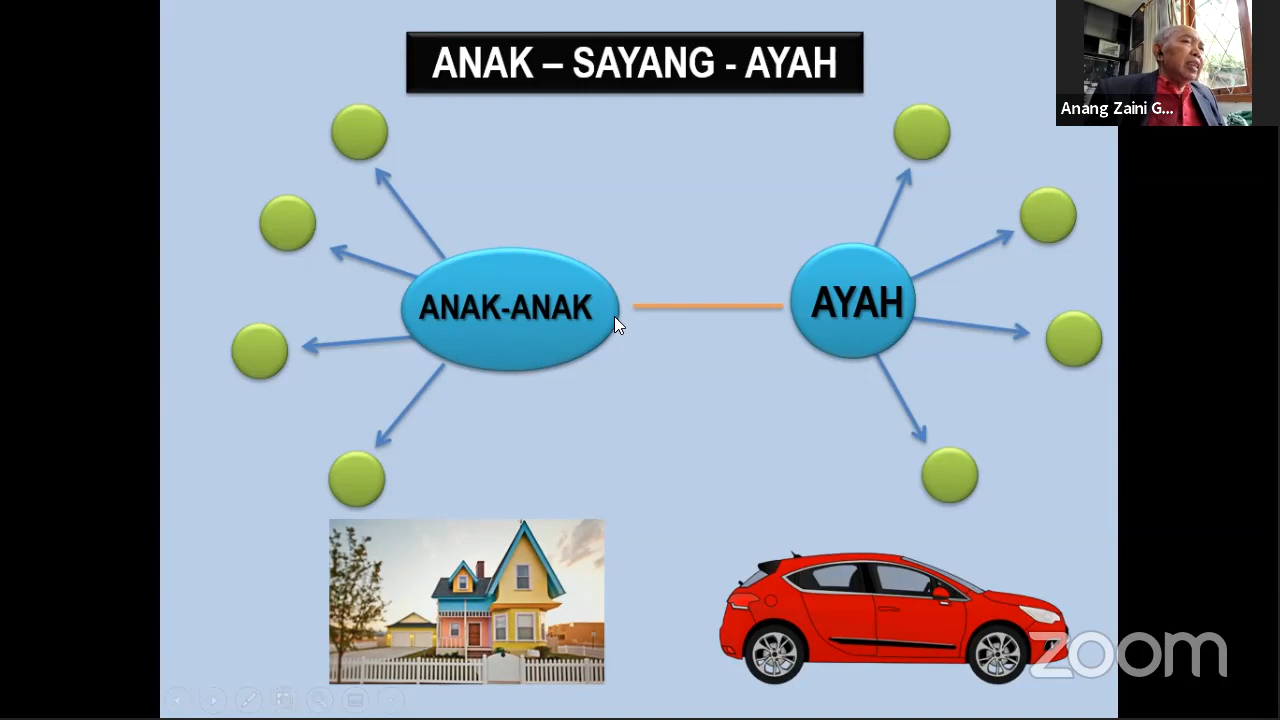 ANAK – SAYANG - AYAH
Anang Zaini G...
ANAK-ANAK
AYAH
zoom